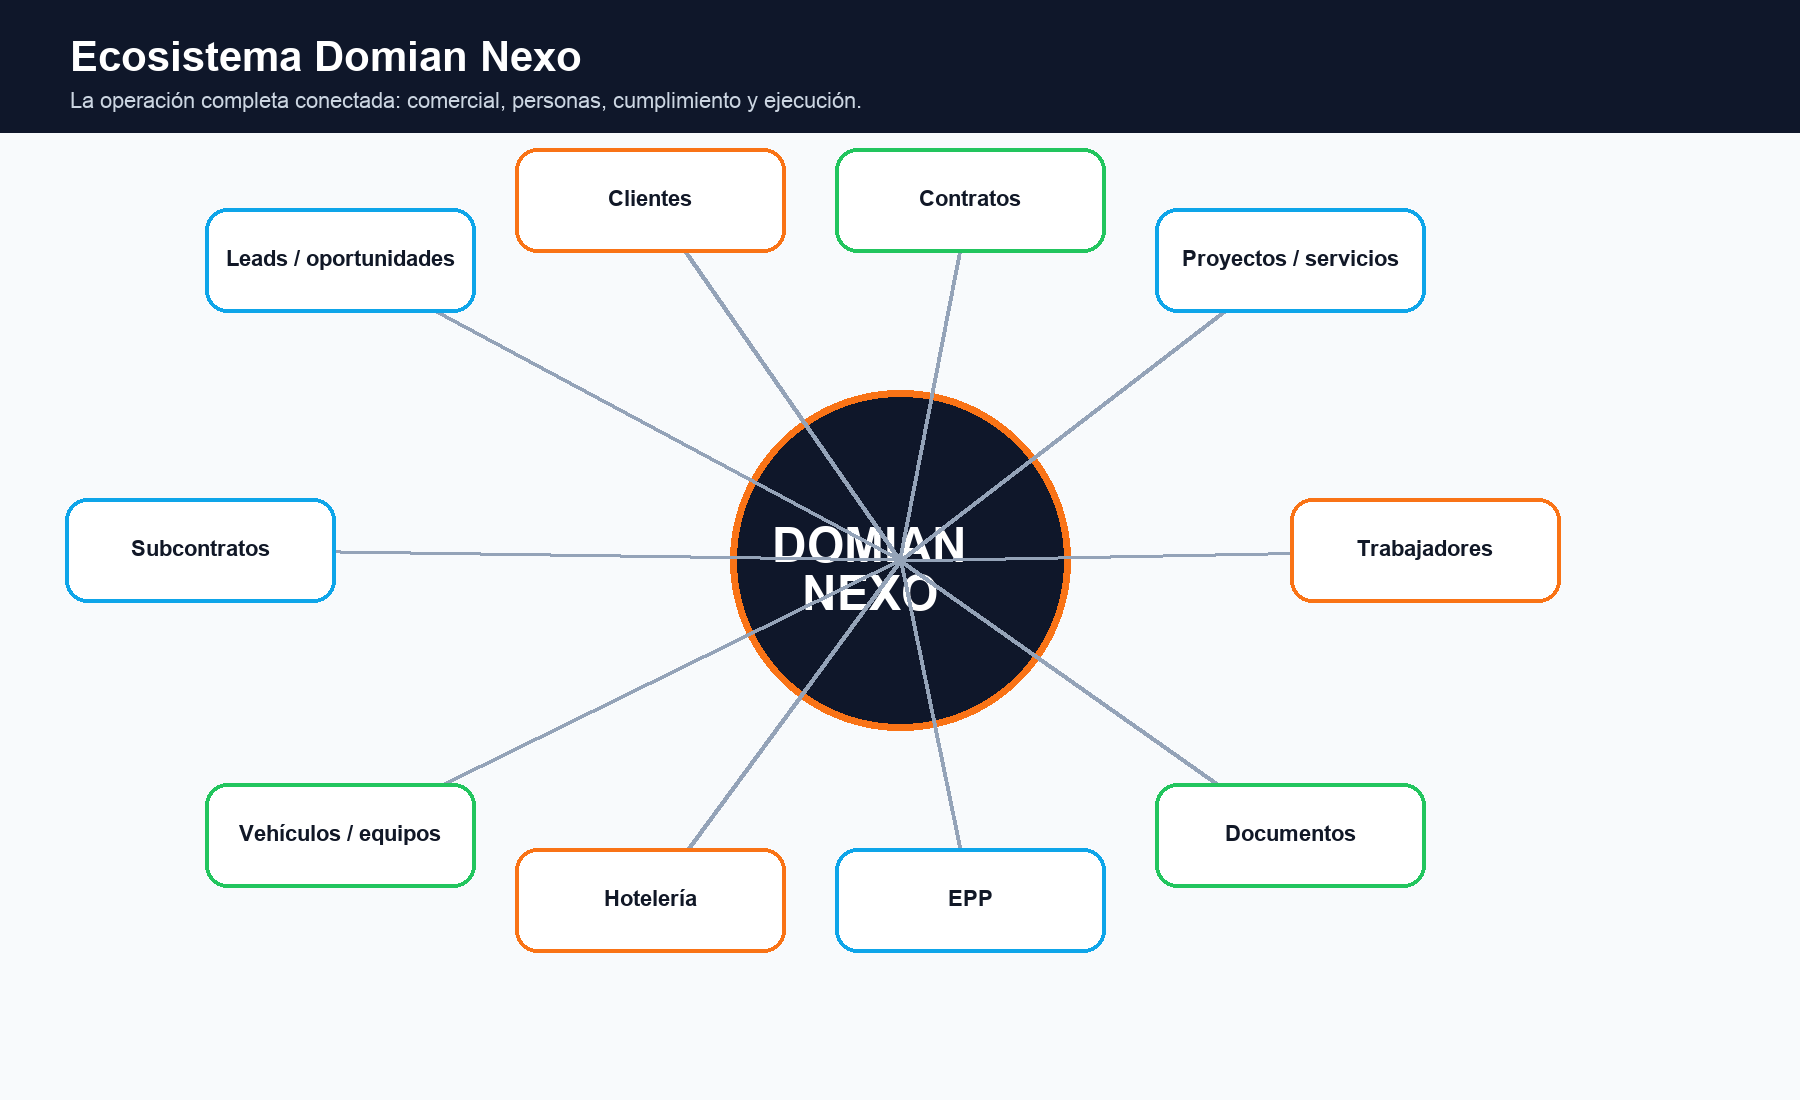 Ecosistema Domian Nexo
La operación completa conectada: comercial, personas, cumplimiento y ejecución.
Clientes
Contratos
Leads / oportunidades
Proyectos / servicios
DOMIAN
NEXO
Subcontratos
Trabajadores
Vehículos / equipos
Documentos
Hotelería
EPP